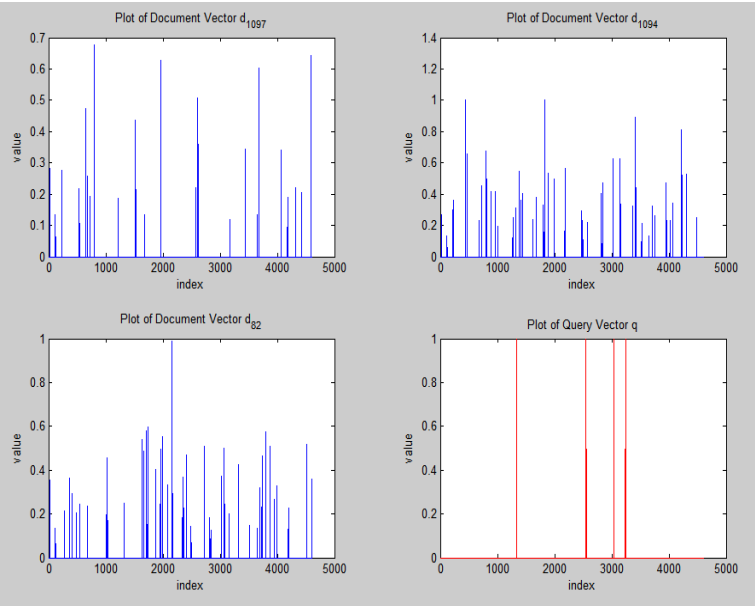 Plot of Document Vector d1097
0.7
0.6
0.5
0.4
0.3
0.2
0.1
0
value
0 1000 2000 3000 4000 5000
index
Plot of Document Vector d1094
1.4
1.2
1
0.8
0.6
0.4
0.2
0
value
0 1000 2000 3000 4000 5000
index
Plot of Document Vector d82
1
0.8
0.6
0.4
0.2
0
value
0 1000 2000 3000 4000 5000
index
Plot of Query Vector q
1
0.8
0.6
0.4
0.2
0
value
0 1000 2000 3000 4000 5000
index